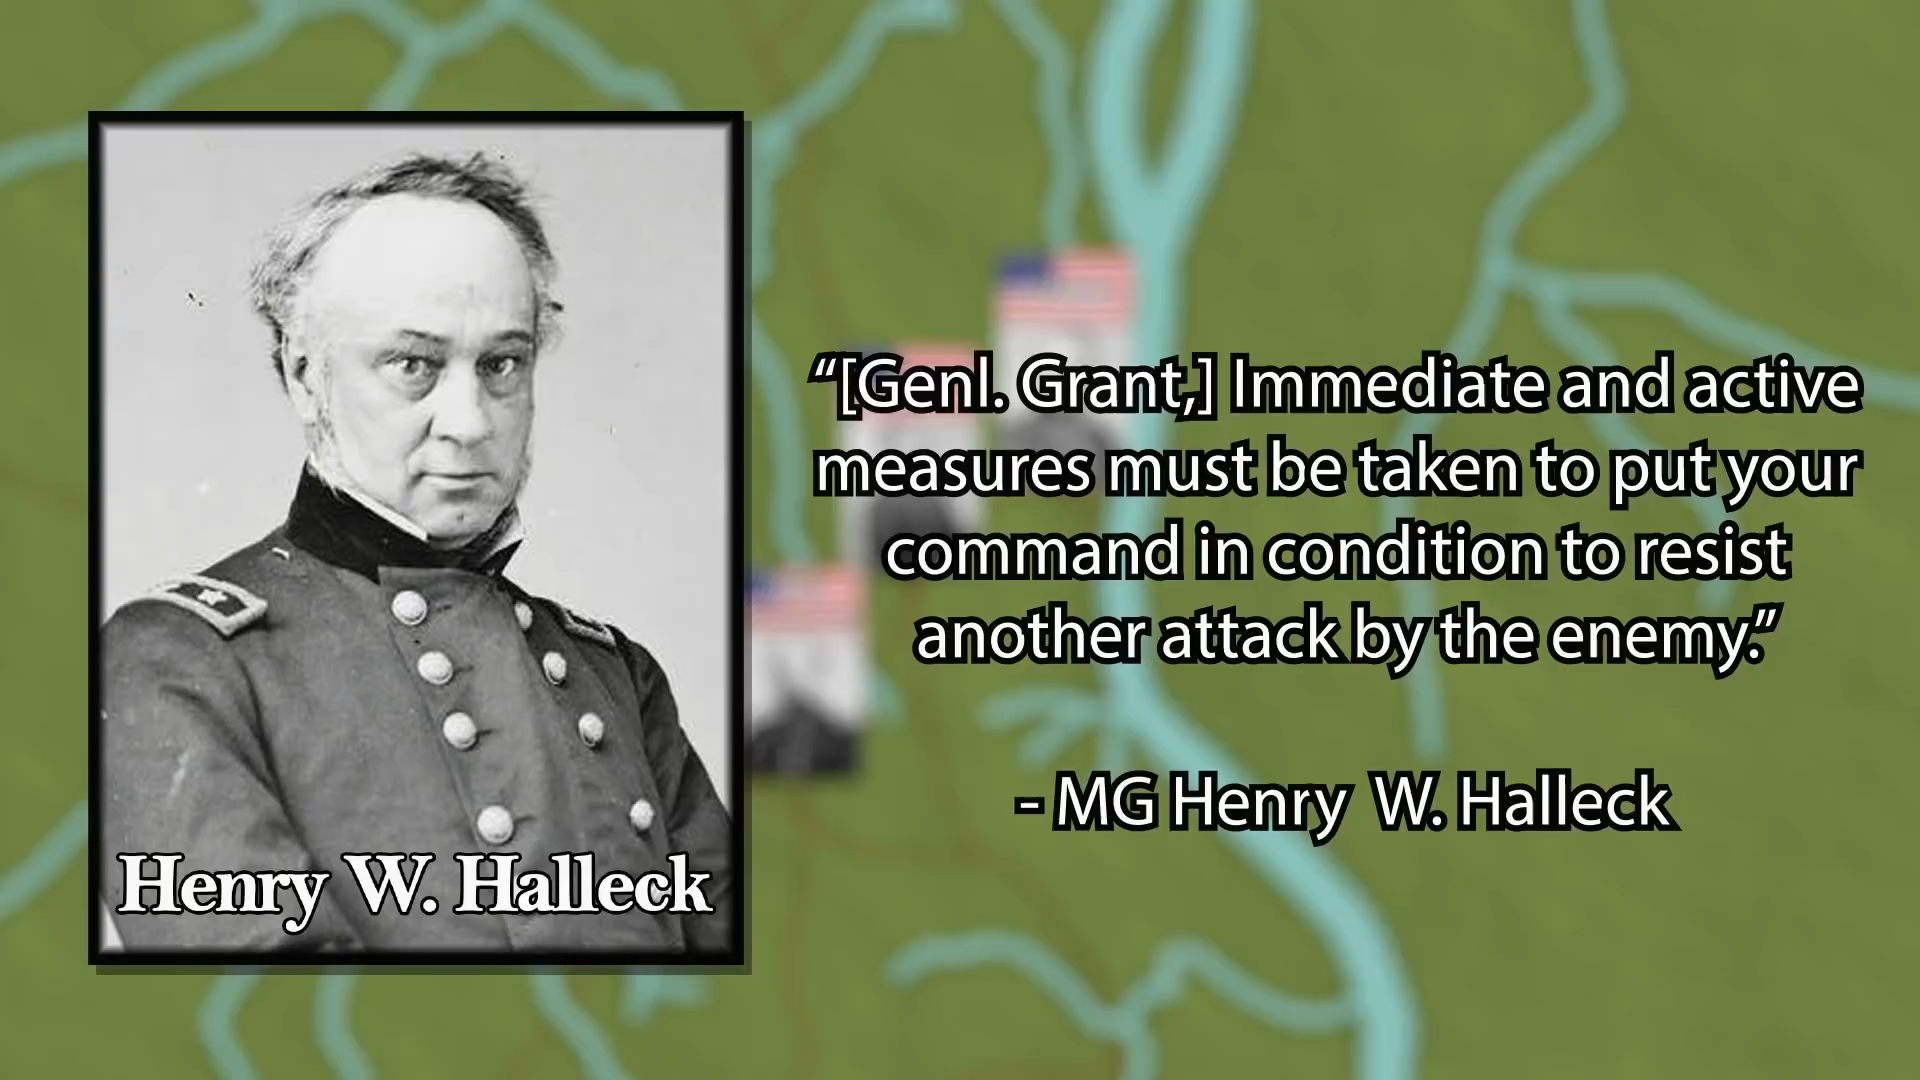 Henry W. Halleck
“[Genl. Grant,] Immediate and active
measures must be taken to put your
command in condition to resist
another attack by the enemy.”
- MG Henry W. Halleck